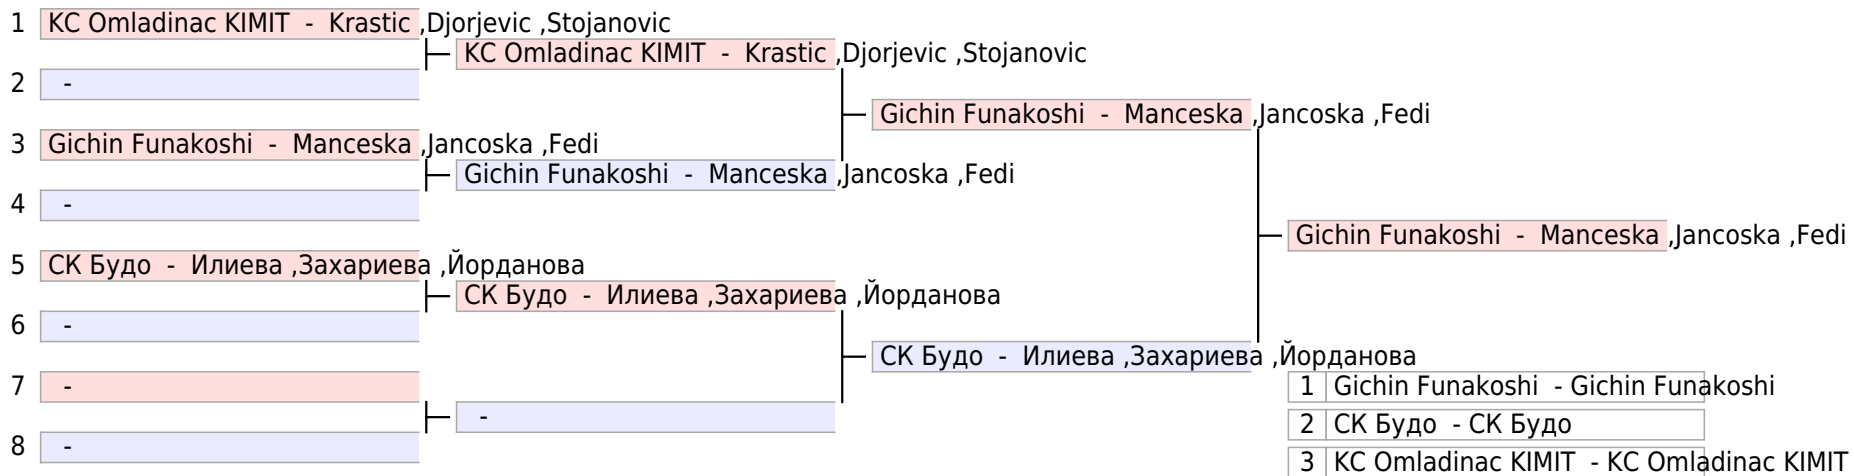 1 KC Omladinac KIMIT - Krastic ,Djorjevic ,Stojanovic
KC Omladinac KIMIT - Krastic ,Djorjevic ,Stojanovic
2 -
Gichin Funakoshi - Manceska ,Jancoska ,Fedi
3 Gichin Funakoshi - Manceska ,Jancoska ,Fedi
Gichin Funakoshi - Manceska ,Jancoska ,Fedi
4 -
Gichin Funakoshi - Manceska ,Jancoska ,Fedi
5 СК Будо - Илиева ,Захариева ,Йорданова
СК Будо - Илиева ,Захариева ,Йорданова
6 -
СК Будо - Илиева ,Захариева ,Йорданова
7 -
-
8 -
1 Gichin Funakoshi - Gichin Funakoshi
2 СК Будо - СК Будо
3 KC Omladinac KIMIT - KC Omladinac KIMIT